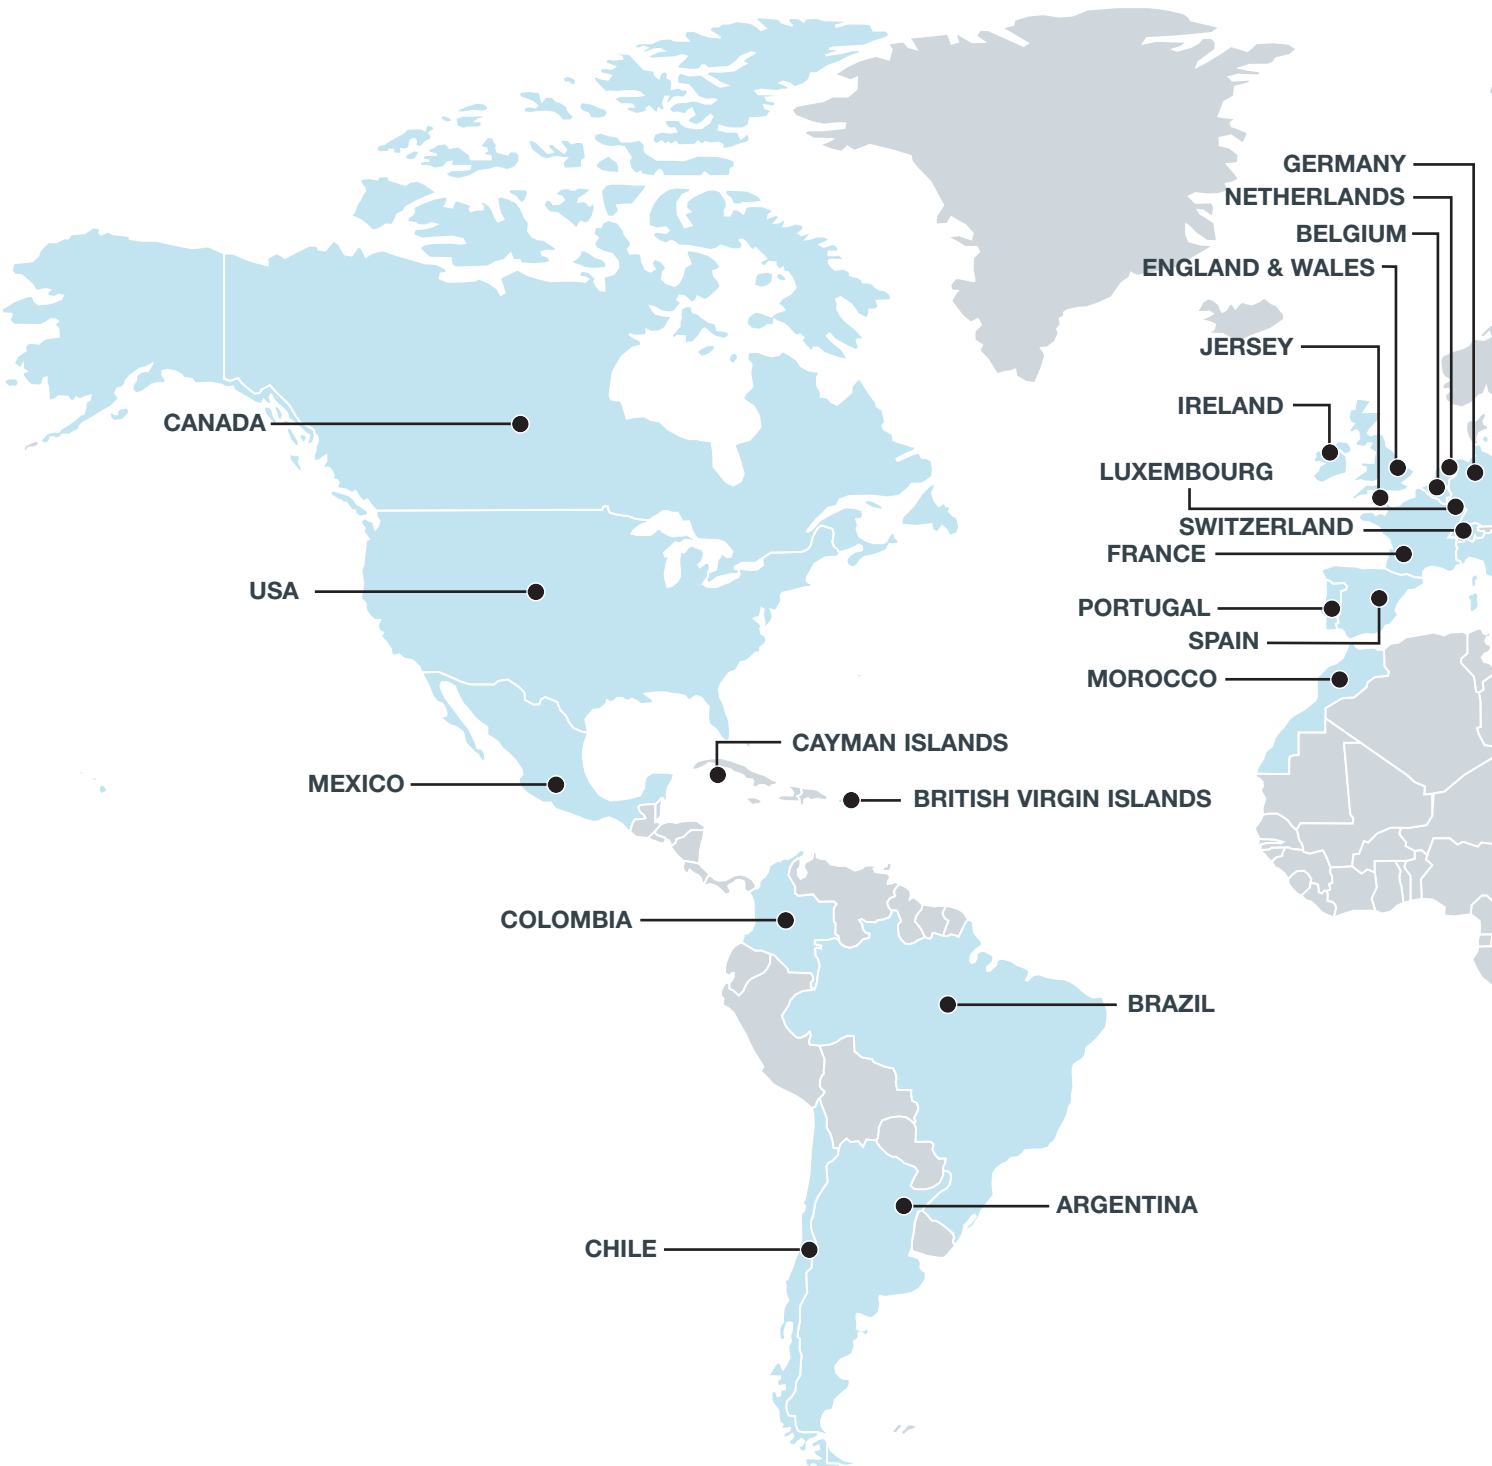 GERMANY
NETHERLANDS
BELGIUM
ENGLAND & WALES
JERSEY
IRELAND
CANADA
LUXEMBOURG
SWITZERLAND
FRANCE
USA
PORTUGAL
SPAIN
MOROCCO
CAYMAN ISLANDS
MEXICO
BRITISH VIRGIN ISLANDS
COLOMBIA
BRAZIL
ARGENTINA
CHILE